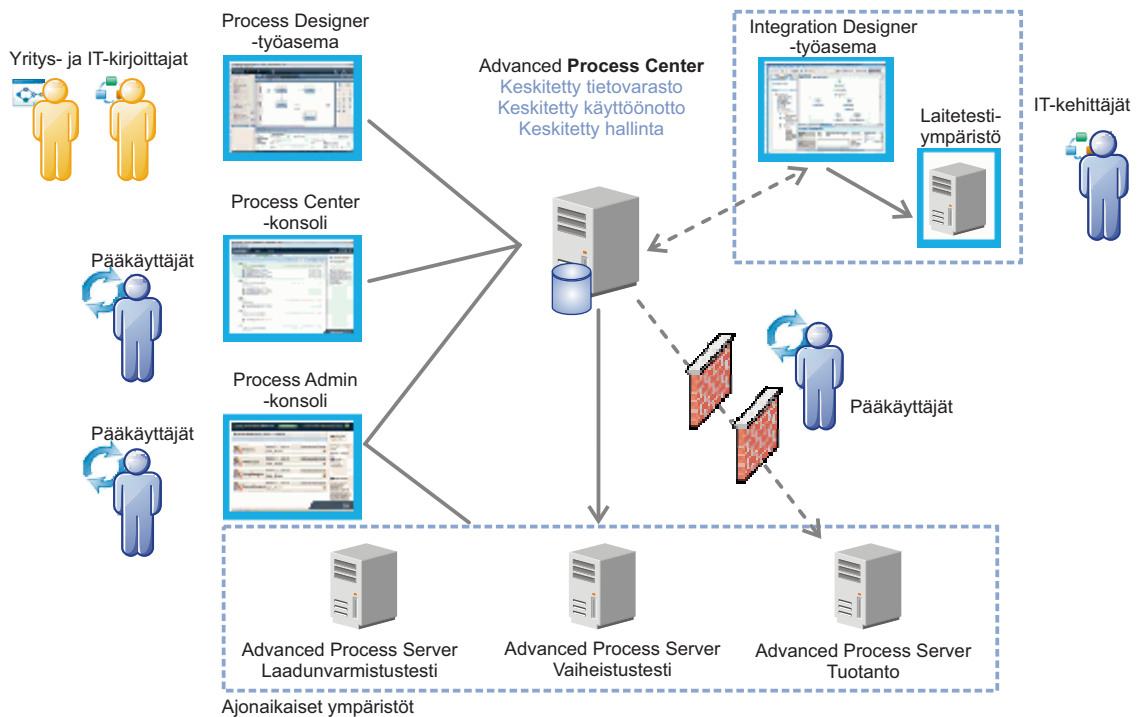 Process Designer
-työasema
Yritys- ja IT-kirjoittajat
Advanced Process Center
Keskitetty tietovarasto
Keskitetty käyttöönotto
Keskitetty hallinta
Integration Designer
-työasema
Laitetesti-
ympäristö
IT-kehittäjät
Process Center
-konsoli
Pääkäyttäjät
Process Admin
-konsoli
Pääkäyttäjät
Pääkäyttäjät
Advanced Process Server
Laadunvarmistustesti
Advanced Process Server
Vaiheistustesti
Advanced Process Server
Tuotanto
Ajonaikaiset ympäristöt